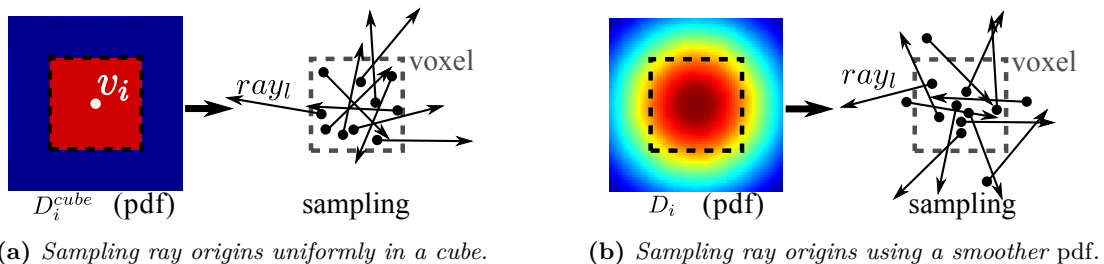 v_i
ray_l
voxel
D_i^{cube} (pdf)
sampling
(a) Sampling ray origins uniformly in a cube.
ray_l
voxel
D_i (pdf)
sampling
(b) Sampling ray origins using a smoother pdf.